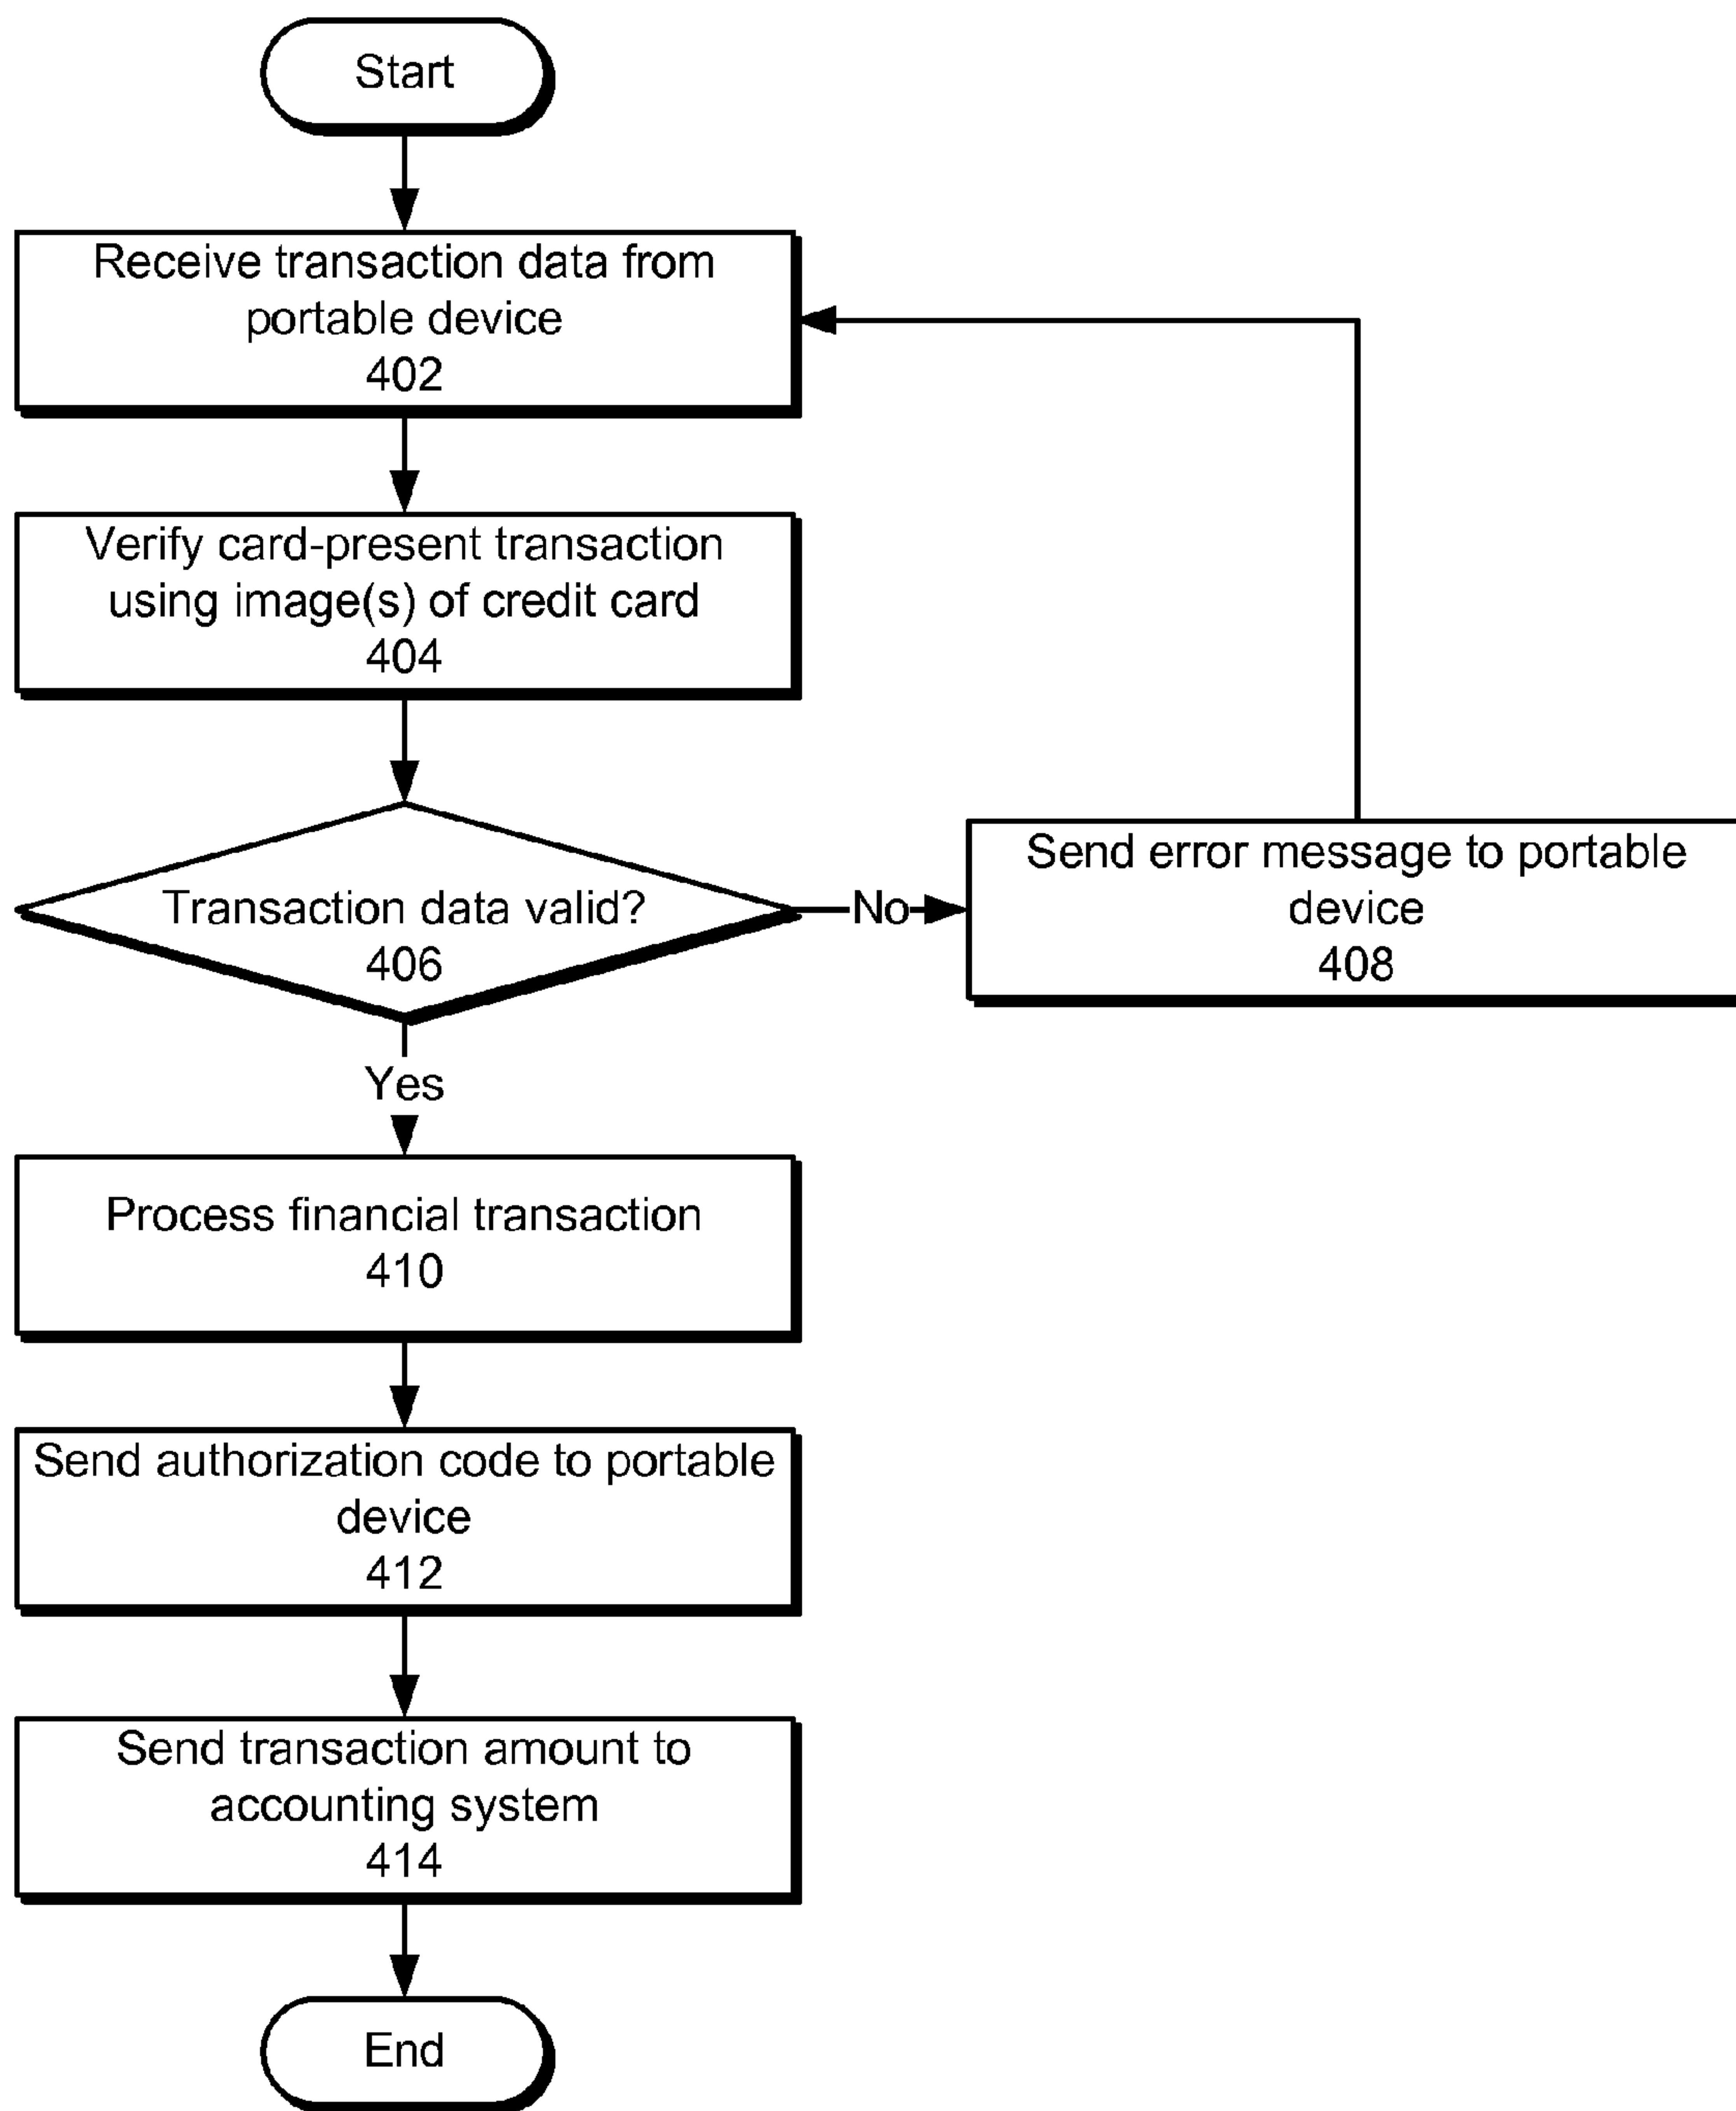 Start
Receive transaction data from
portable device
402
Verify card-present transaction
using image(s) of credit card
404
Transaction data valid?
406
No
Send error message to portable
device
408
Yes
Process financial transaction
410
Send authorization code to portable
device
412
Send transaction amount to
accounting system
414
End